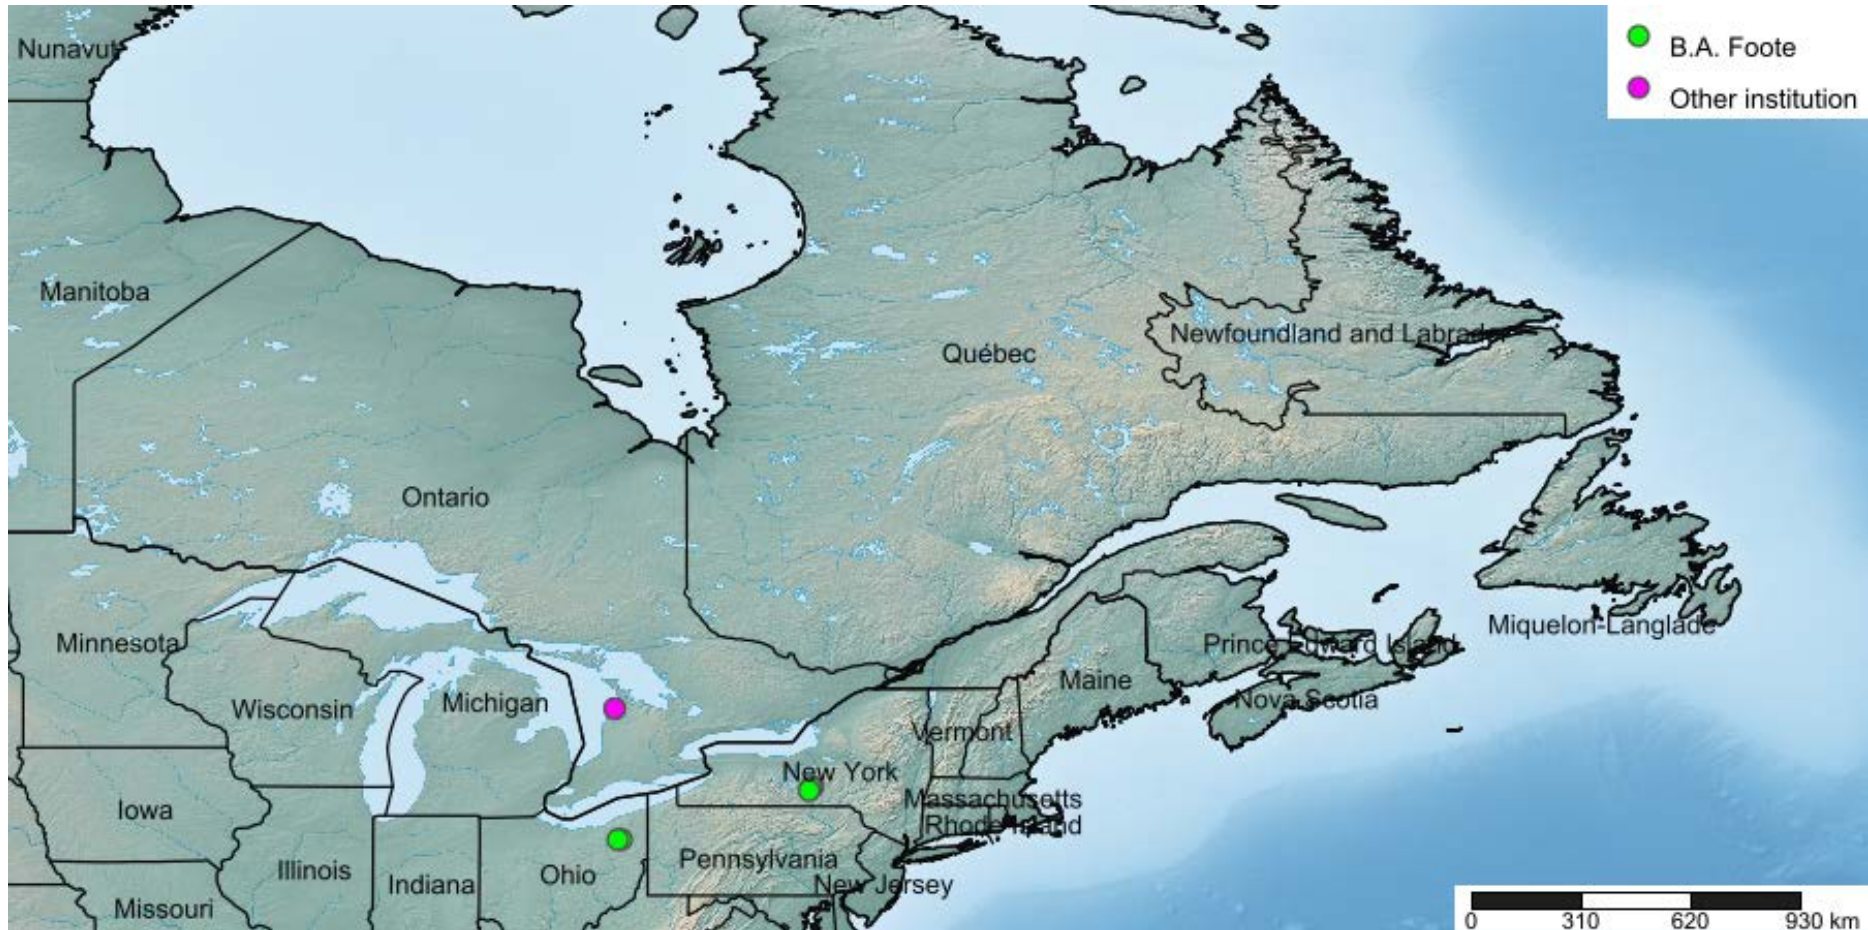 Nunavut
B.A. Foote
Other institution
Manitoba
Newfoundland and Labrador
Québec
Ontario
Minnesota
Miquelon-Langlade
Prince Edward Island
Maine
Nova Scotia
Michigan
Wisconsin
Vermont
New York
Massachusetts
Iowa
Rhode Island
Pennsylvania
Illinois
Ohio
Indiana
New Jersey
Missouri
0 310 620 930 km